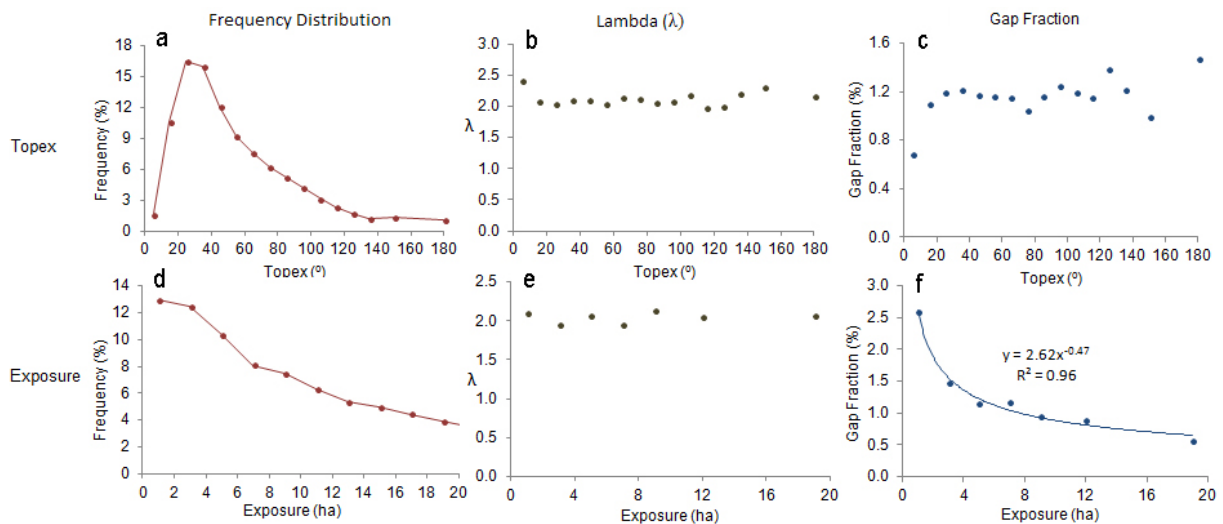 Frequency Distribution
Lambda (λ)
Gap Fraction
Topex
a
Frequency (%)
18
15
12
9
6
3
0
0 20 40 60 80 100 120 140 160 180
Topex (º)
b
λ
3.0
2.5
2.0
1.5
1.0
0.5
0.0
0 20 40 60 80 100 120 140 160 180
Topex (º)
c
Gap Fraction (%)
1.6
1.2
0.8
0.4
0.0
0 20 40 60 80 100 120 140 160 180
Topex (º)
Exposure
d
Frequency (%)
14
12
10
8
6
4
2
0
0 2 4 6 8 10 12 14 16 18 20
Exposure (ha)
e
λ
2.5
2.0
1.5
1.0
0.5
0.0
0 4 8 12 16 20
Exposure (ha)
f
Gap Fraction (%)
3.0
2.5
2.0
1.5
1.0
0.5
0.0
y = 2.62x^-0.47
R² = 0.96
0 4 8 12 16 20
Exposure (ha)